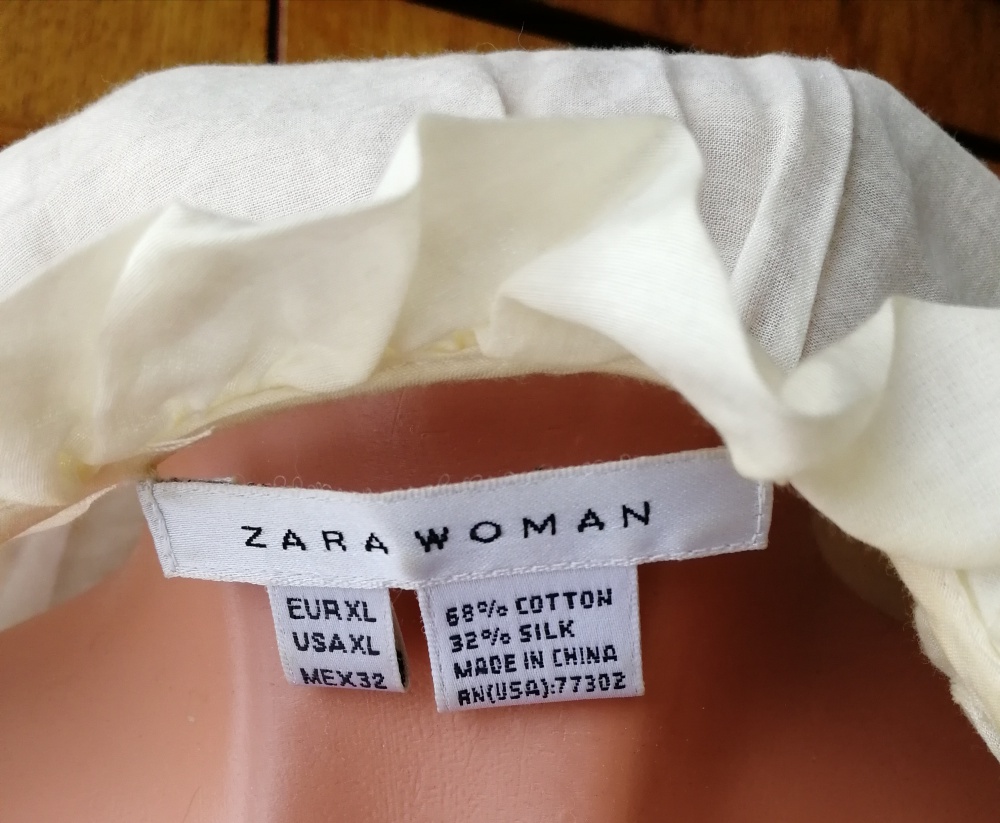 ZARA WOMAN
EUR XL
USA XL
MEX 32
68% COTTON
32% SILK
MADE IN CHINA
RN(USA):77302